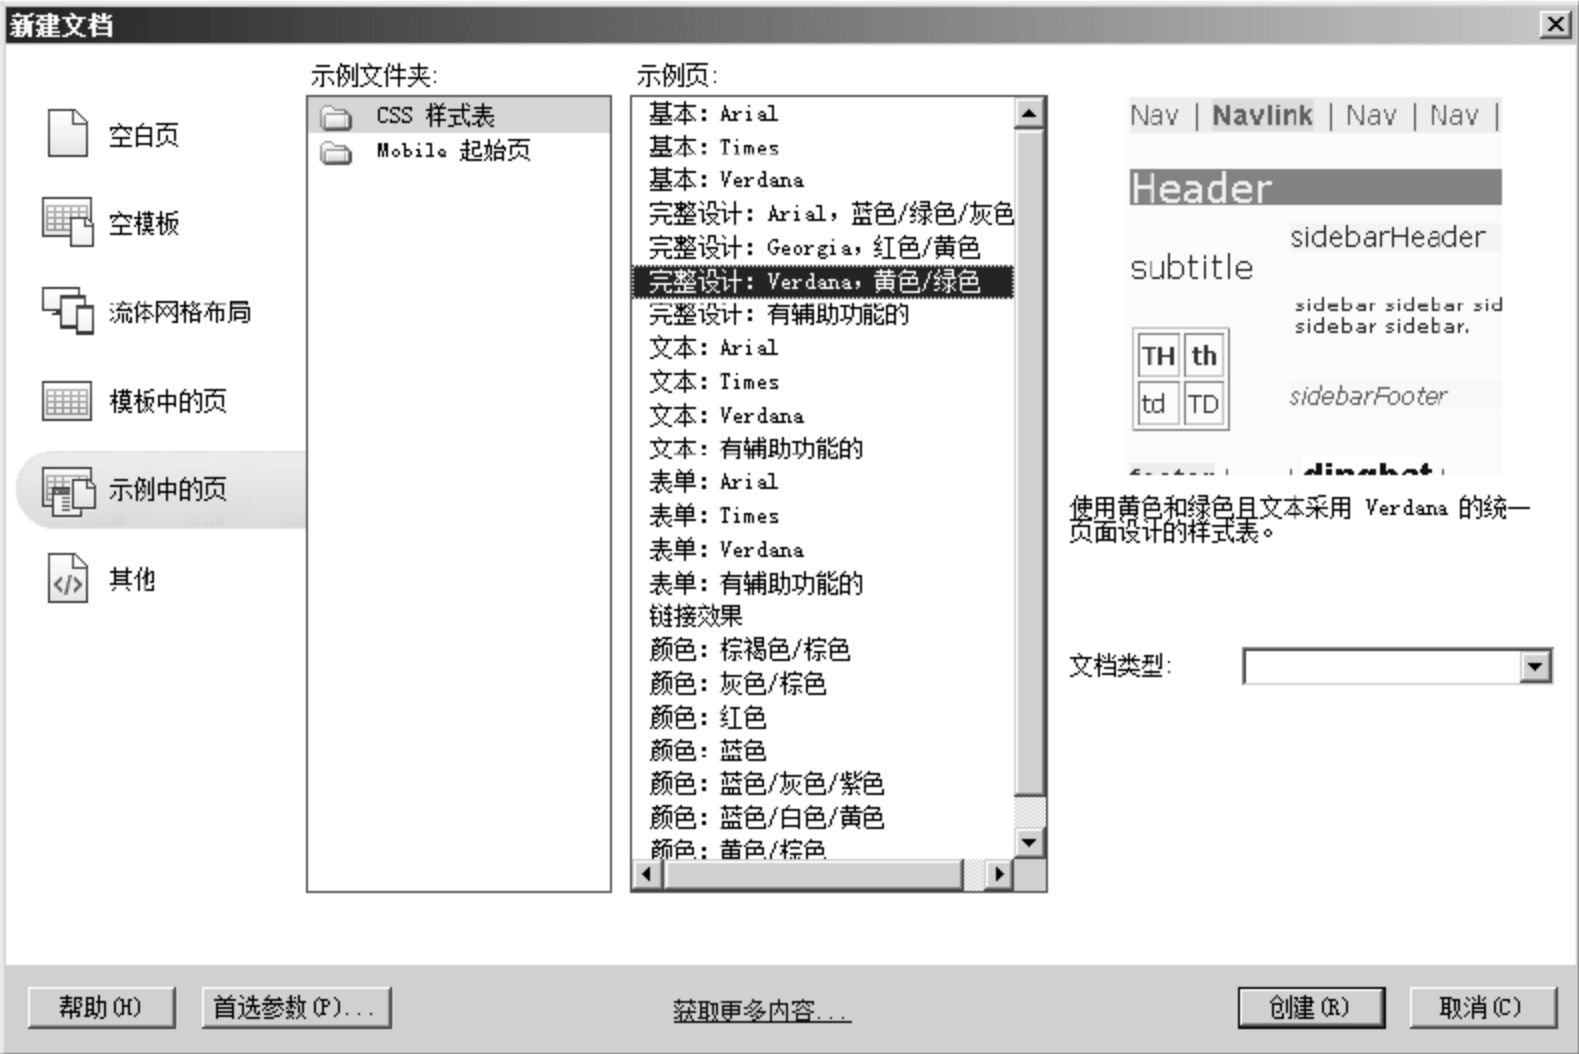 新建文档
空白页
空模板
流体网格布局
模板中的页
示例中的页
其他
示例文件夹:
CSS 样式表
Mobile 起始页
示例页:
基本: Arial
基本: Times
基本: Verdana
完整设计: Arial, 蓝色/绿色/灰色
完整设计: Georgia, 红色/黄色
完整设计: Verdana, 黄色/绿色
完整设计: 有辅助功能的
文本: Arial
文本: Times
文本: Verdana
文本: 有辅助功能的
表单: Arial
表单: Times
表单: Verdana
表单: 有辅助功能的
链接效果
颜色: 棕褐色/棕色
颜色: 灰色/棕色
颜色: 红色
颜色: 蓝色
颜色: 蓝色/灰色/紫色
颜色: 蓝色/白色/黄色
颜色: 黄色/棕色
Nav | Navlink | Nav | Nav |
Header
sidebarHeader
subtitle
sidebar sidebar sid
sidebar sidebar.
TH th
td TD
sidebarFooter
footer | | dingbat |
使用黄色和绿色且文本采用 Verdana 的统一
页面设计的样式表。
文档类型:
帮助(H)
首选参数(P)...
获取更多内容...
创建(R)
取消(C)